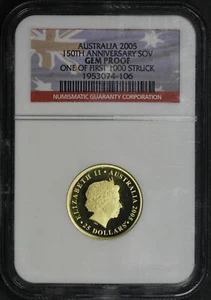 AUSTRALIA 2005
150TH ANNIVERSARY SOV
GEM PROOF
ONE OF FIRST 1000 STRUCK
1953074-106
NUMISMATIC GUARANTY CORPORATION
ELIZABETH II • AUSTRALIA 2005
25 DOLLARS